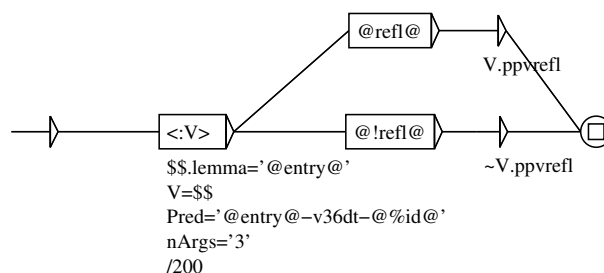 @refl@
V.ppvrefl
<:V>
@!refl@
~V.ppvrefl
$$.lemma='@entry@'
V=$$
Pred='@entry@−v36dt−@%id@'
nArgs='3'
/200